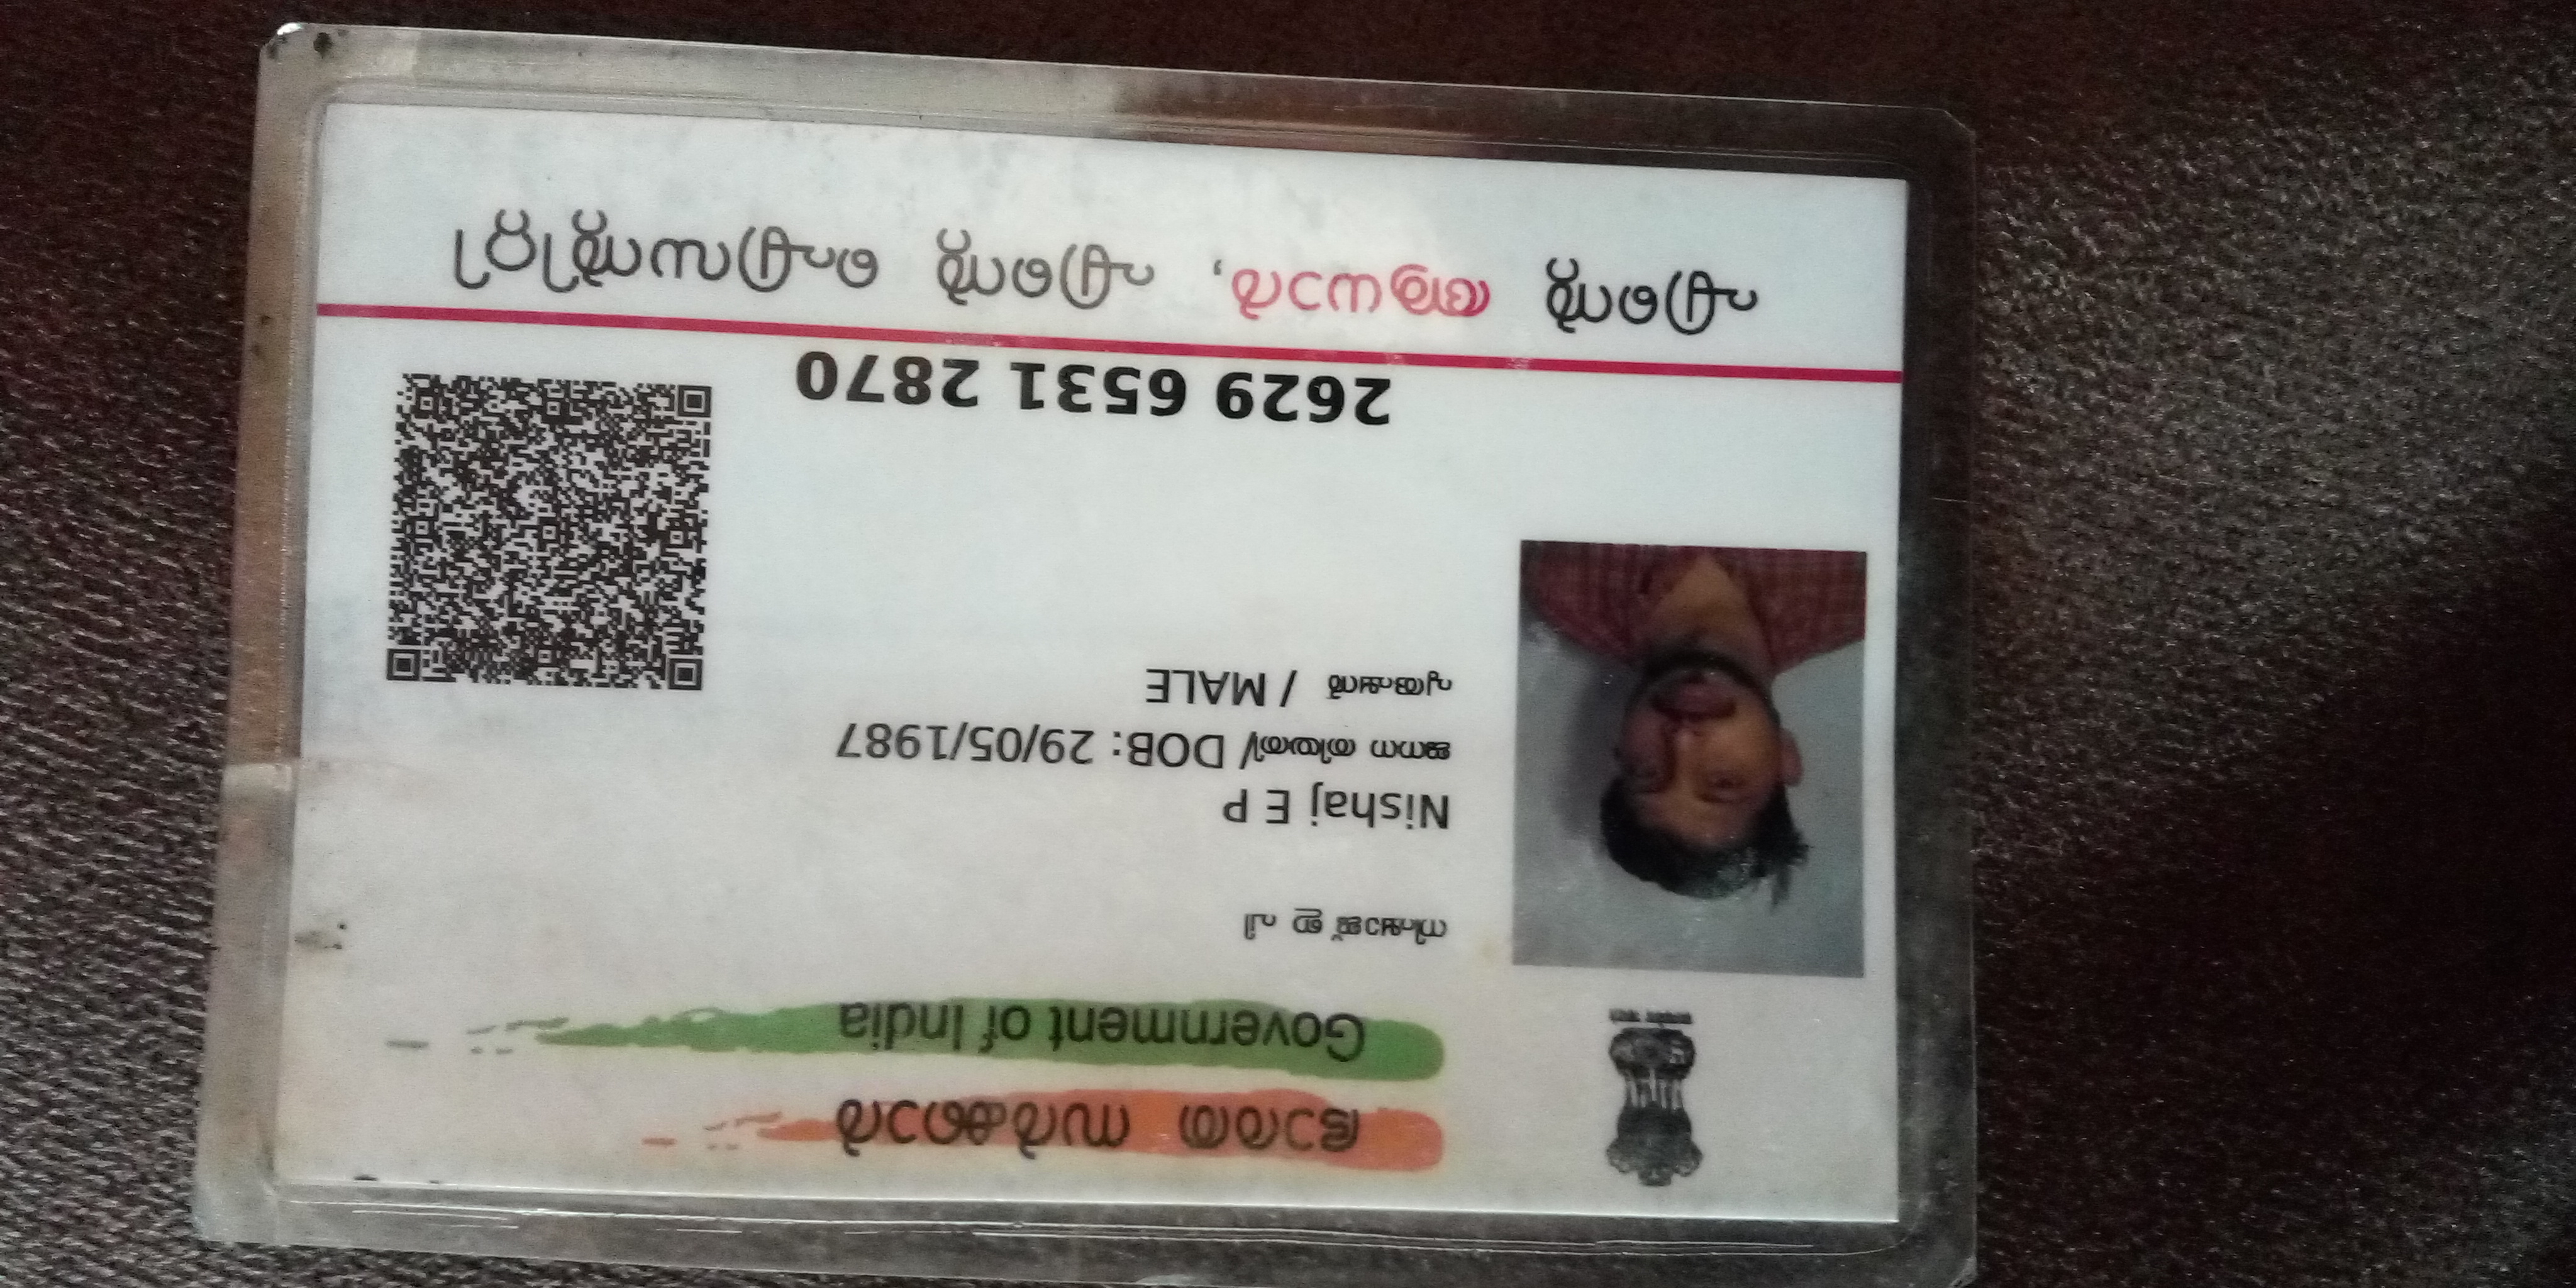 ഭാരത സർക്കാർ
Government of India
നിഷാജ് ഇ പി
Nishaj E P
ജനന തിയതി/ DOB: 29/05/1987
പുരുഷൻ / MALE
2629 6531 2870
എന്റെ ആധാർ, എന്റെ ഐഡന്റിറ്റി